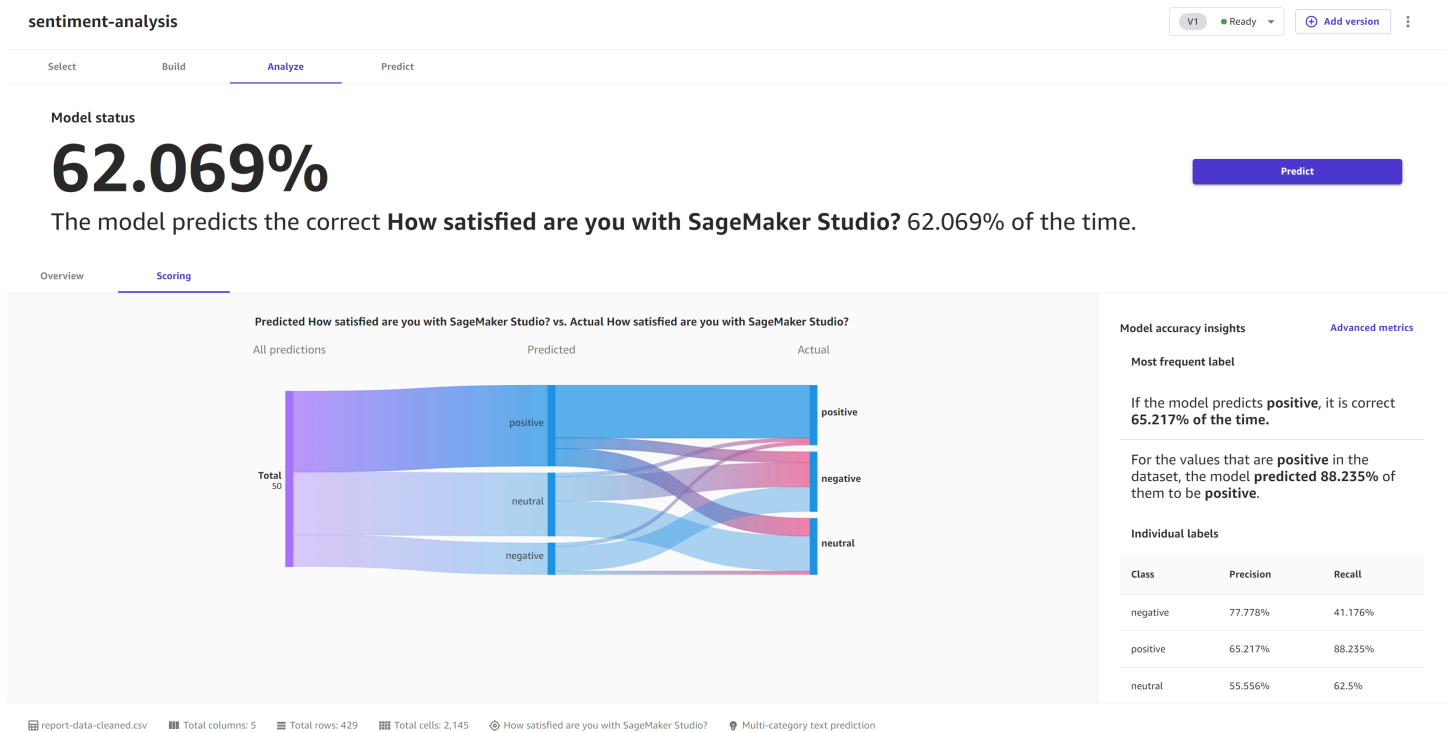 sentiment-analysis
V1 Ready
Add version
Select Build Analyze Predict
Model status
62.069%
Predict
The model predicts the correct How satisfied are you with SageMaker Studio? 62.069% of the time.
Overview Scoring
Predicted How satisfied are you with SageMaker Studio? vs. Actual How satisfied are you with SageMaker Studio?
All predictions Predicted Actual
Total
50
positive
neutral
negative
positive
negative
neutral
Model accuracy insights Advanced metrics
Most frequent label
If the model predicts positive, it is correct
65.217% of the time.
For the values that are positive in the
dataset, the model predicted 88.235% of
them to be positive.
Individual labels
Class Precision Recall
negative 77.778% 41.176%
positive 65.217% 88.235%
neutral 55.556% 62.5%
report-data-cleaned.csv Total columns: 5 Total rows: 429 Total cells: 2,145 How satisfied are you with SageMaker Studio? Multi-category text prediction